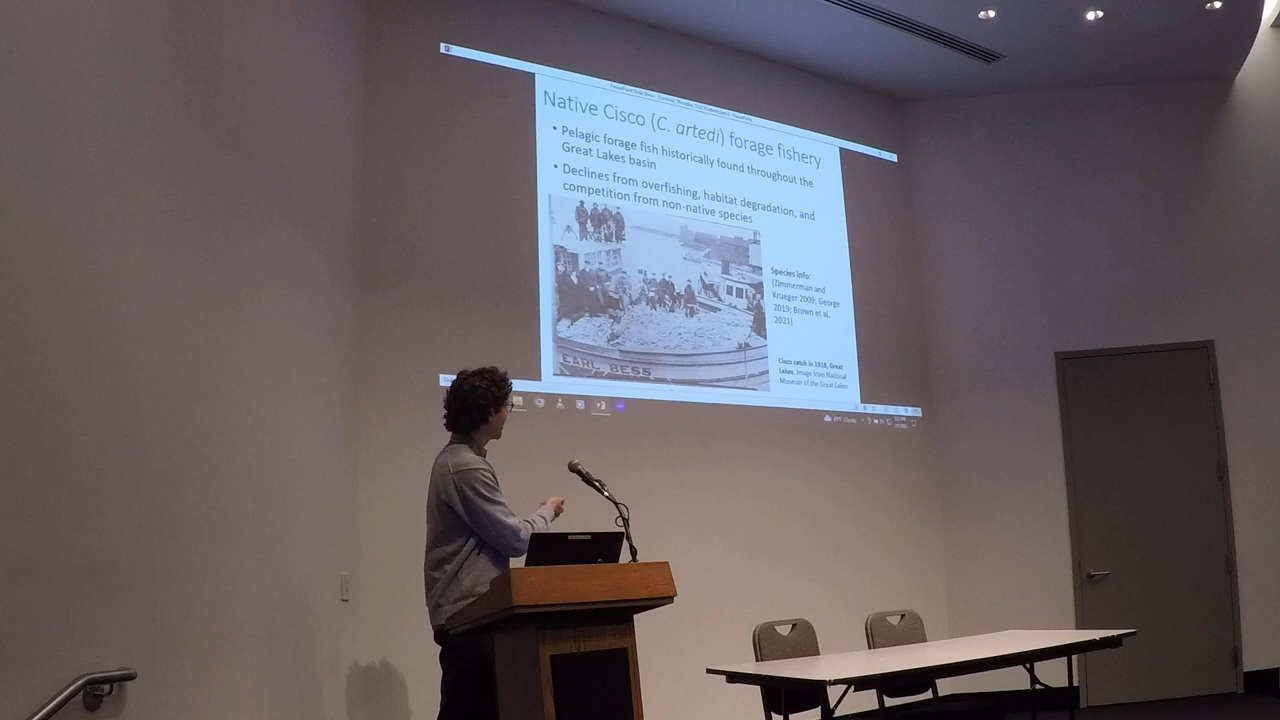 Native Cisco (C. artedi) forage fishery
• Pelagic forage fish historically found throughout the
Great Lakes basin
• Declines from overfishing, habitat degradation, and
competition from non-native species
Species info:
(Zimmerman and
Krueger 2009; George
2019; Brown et al.
2021)
EARL BESS
Cisco catch in 1918, Great
Lakes. Image from National
Museum of the Great Lakes
Cloudy